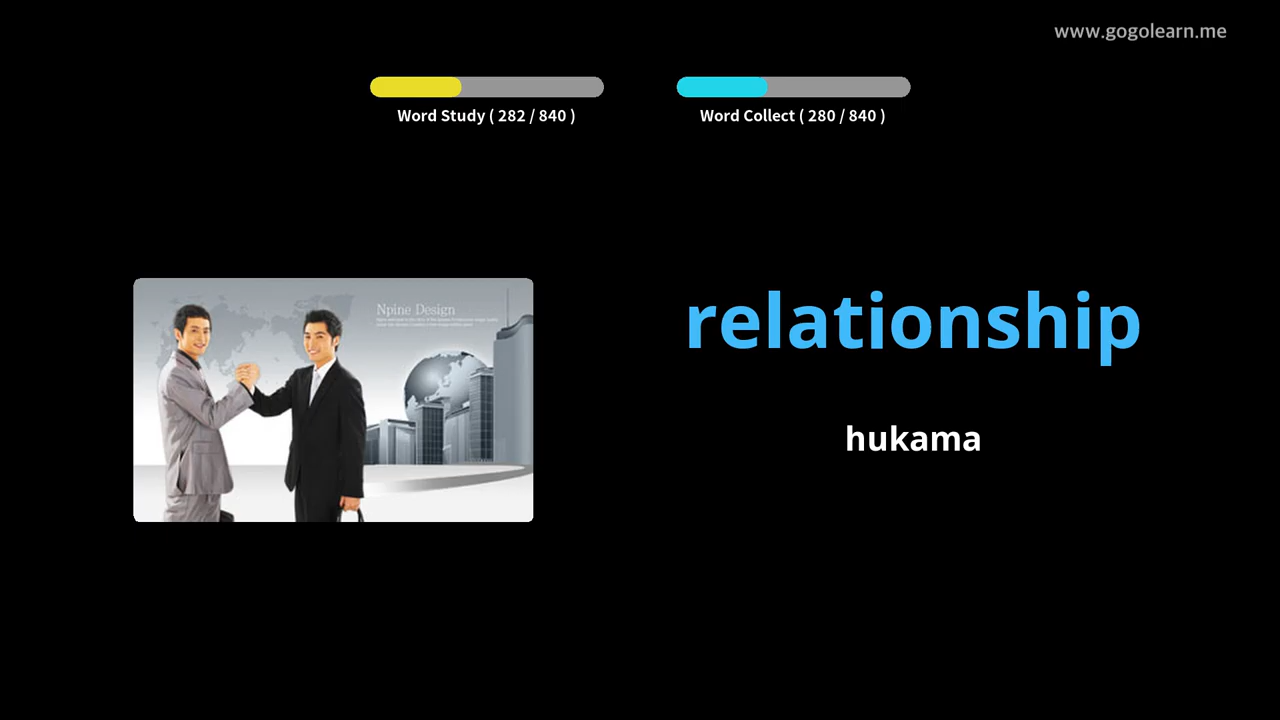 www.gogolearn.me
Word Study ( 282 / 840 )
Word Collect ( 280 / 840 )
Npine Design
relationship
hukama